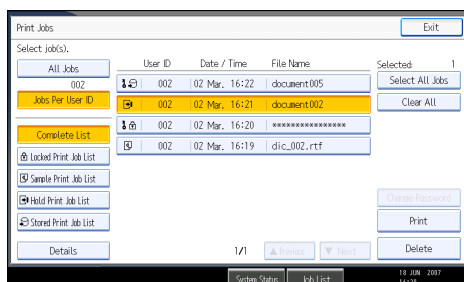 Print Jobs
Exit
Select job(s).
All Jobs
User ID Date / Time File Name
Selected: 1
002
002 02 Mar. 16:22 document005
Select All Jobs
Jobs Per User ID
002 02 Mar. 16:21 document002
Clear All
Complete List
002 02 Mar. 16:20 ****************
Locked Print Job List
002 02 Mar. 16:19 dic_002.rtf
Sample Print Job List
Hold Print Job List
Change Password
Stored Print Job List
Print
Details
1/1
Previous
Next
Delete
System Status
Job List
18 JUN 2007